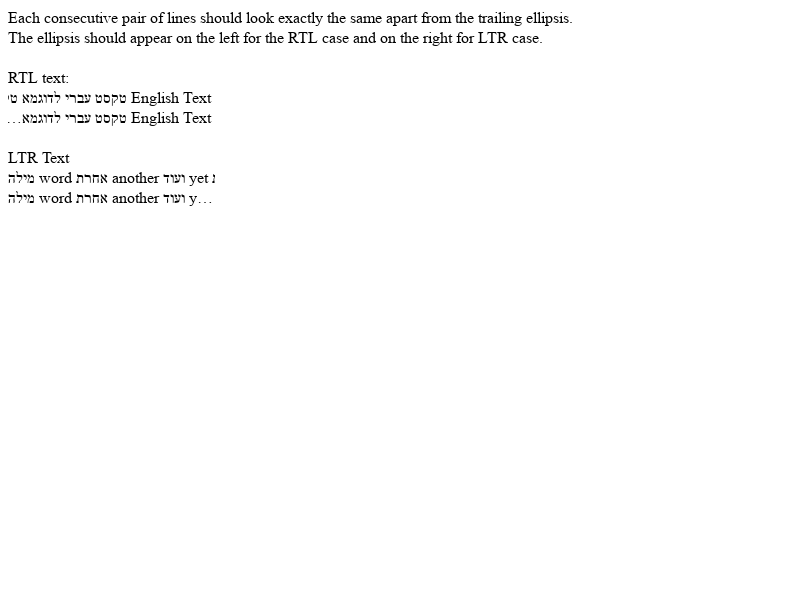 Each consecutive pair of lines should look exactly the same apart from the trailing ellipsis.
The ellipsis should appear on the left for the RTL case and on the right for LTR case.
RTL text:
English Text טקסט עברי לדוגמא
English Text טקסט עברי לדוגמא…
LTR Text
מילה word אחרת another ועוד yet
מילה word אחרת another ועוד y…